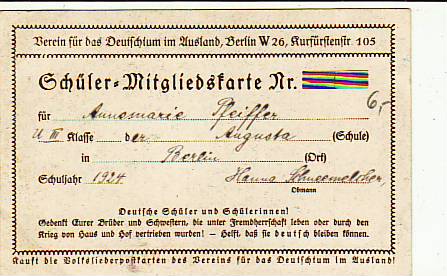 Verein für das Deutschtum im Ausland, Berlin W 26, Kurfürstenstr. 105
Schüler-Mitgliedskarte Nr.
6,-
für Annemarie Pfeiffer
U III Klasse der Augusta (Schule)
in Berlin (Ort)
Schuljahr 1924 Hanna Schneemelcher,
Obmann
Deutsche Schüler und Schülerinnen!
Gedenkt Eurer Brüder und Schwestern, die unter Fremdherrschaft leben oder durch den
Krieg von Haus und Hof vertrieben wurden! — Helft, daß sie deutsch bleiben können.
Kauft die Volksliederpostkarten des Vereins für das Deutschtum im Ausland!